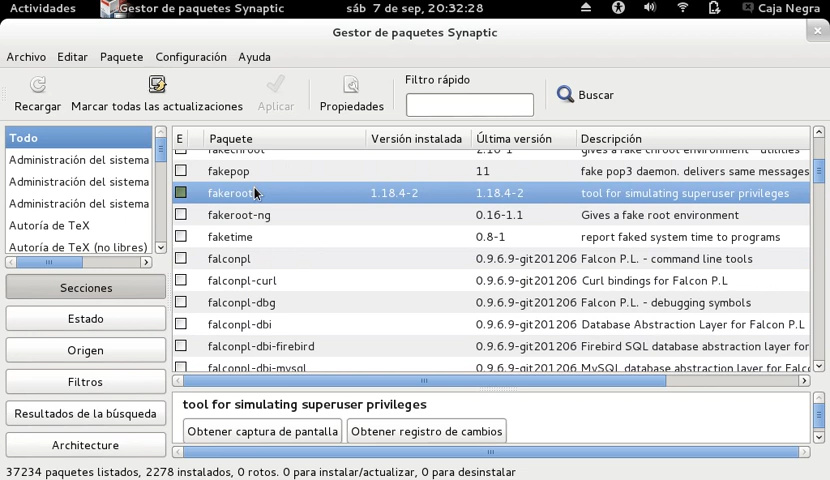 Actividades Gestor de paquetes Synaptic sáb 7 de sep, 20:32:28 Caja Negra
Gestor de paquetes Synaptic
Archivo Editar Paquete Configuración Ayuda
Filtro rápido
Recargar Marcar todas las actualizaciones Aplicar Propiedades Buscar
Todo
Administración del sistema
Administración del sistema
Administración del sistema
Autoría de TeX
Autoría de TeX (no libres)
Secciones
Estado
Origen
Filtros
Resultados de la búsqueda
Architecture
E Paquete Versión instalada Última versión Descripción
fakechroot 2.16-1 gives a fake chroot environment - utilities
fakepop 11 fake pop3 daemon. delivers same messages
fakeroot 1.18.4-2 1.18.4-2 tool for simulating superuser privileges
fakeroot-ng 0.16-1.1 Gives a fake root environment
faketime 0.8-1 report faked system time to programs
falconpl 0.9.6.9-git201206 Falcon P.L. - command line tools
falconpl-curl 0.9.6.9-git201206 Curl bindings for Falcon P.L
falconpl-dbg 0.9.6.9-git201206 Falcon P.L. - debugging symbols
falconpl-dbi 0.9.6.9-git201206 Database Abstraction Layer for Falcon P.L
falconpl-dbi-firebird 0.9.6.9-git201206 Firebird SQL database abstraction layer for
falconpl-dbi-mysql 0.9.6.9-git201206 MySQL database abstraction layer for Falc
tool for simulating superuser privileges
Obtener captura de pantalla Obtener registro de cambios
37234 paquetes listados, 2278 instalados, 0 rotos. 0 para instalar/actualizar, 0 para desinstalar